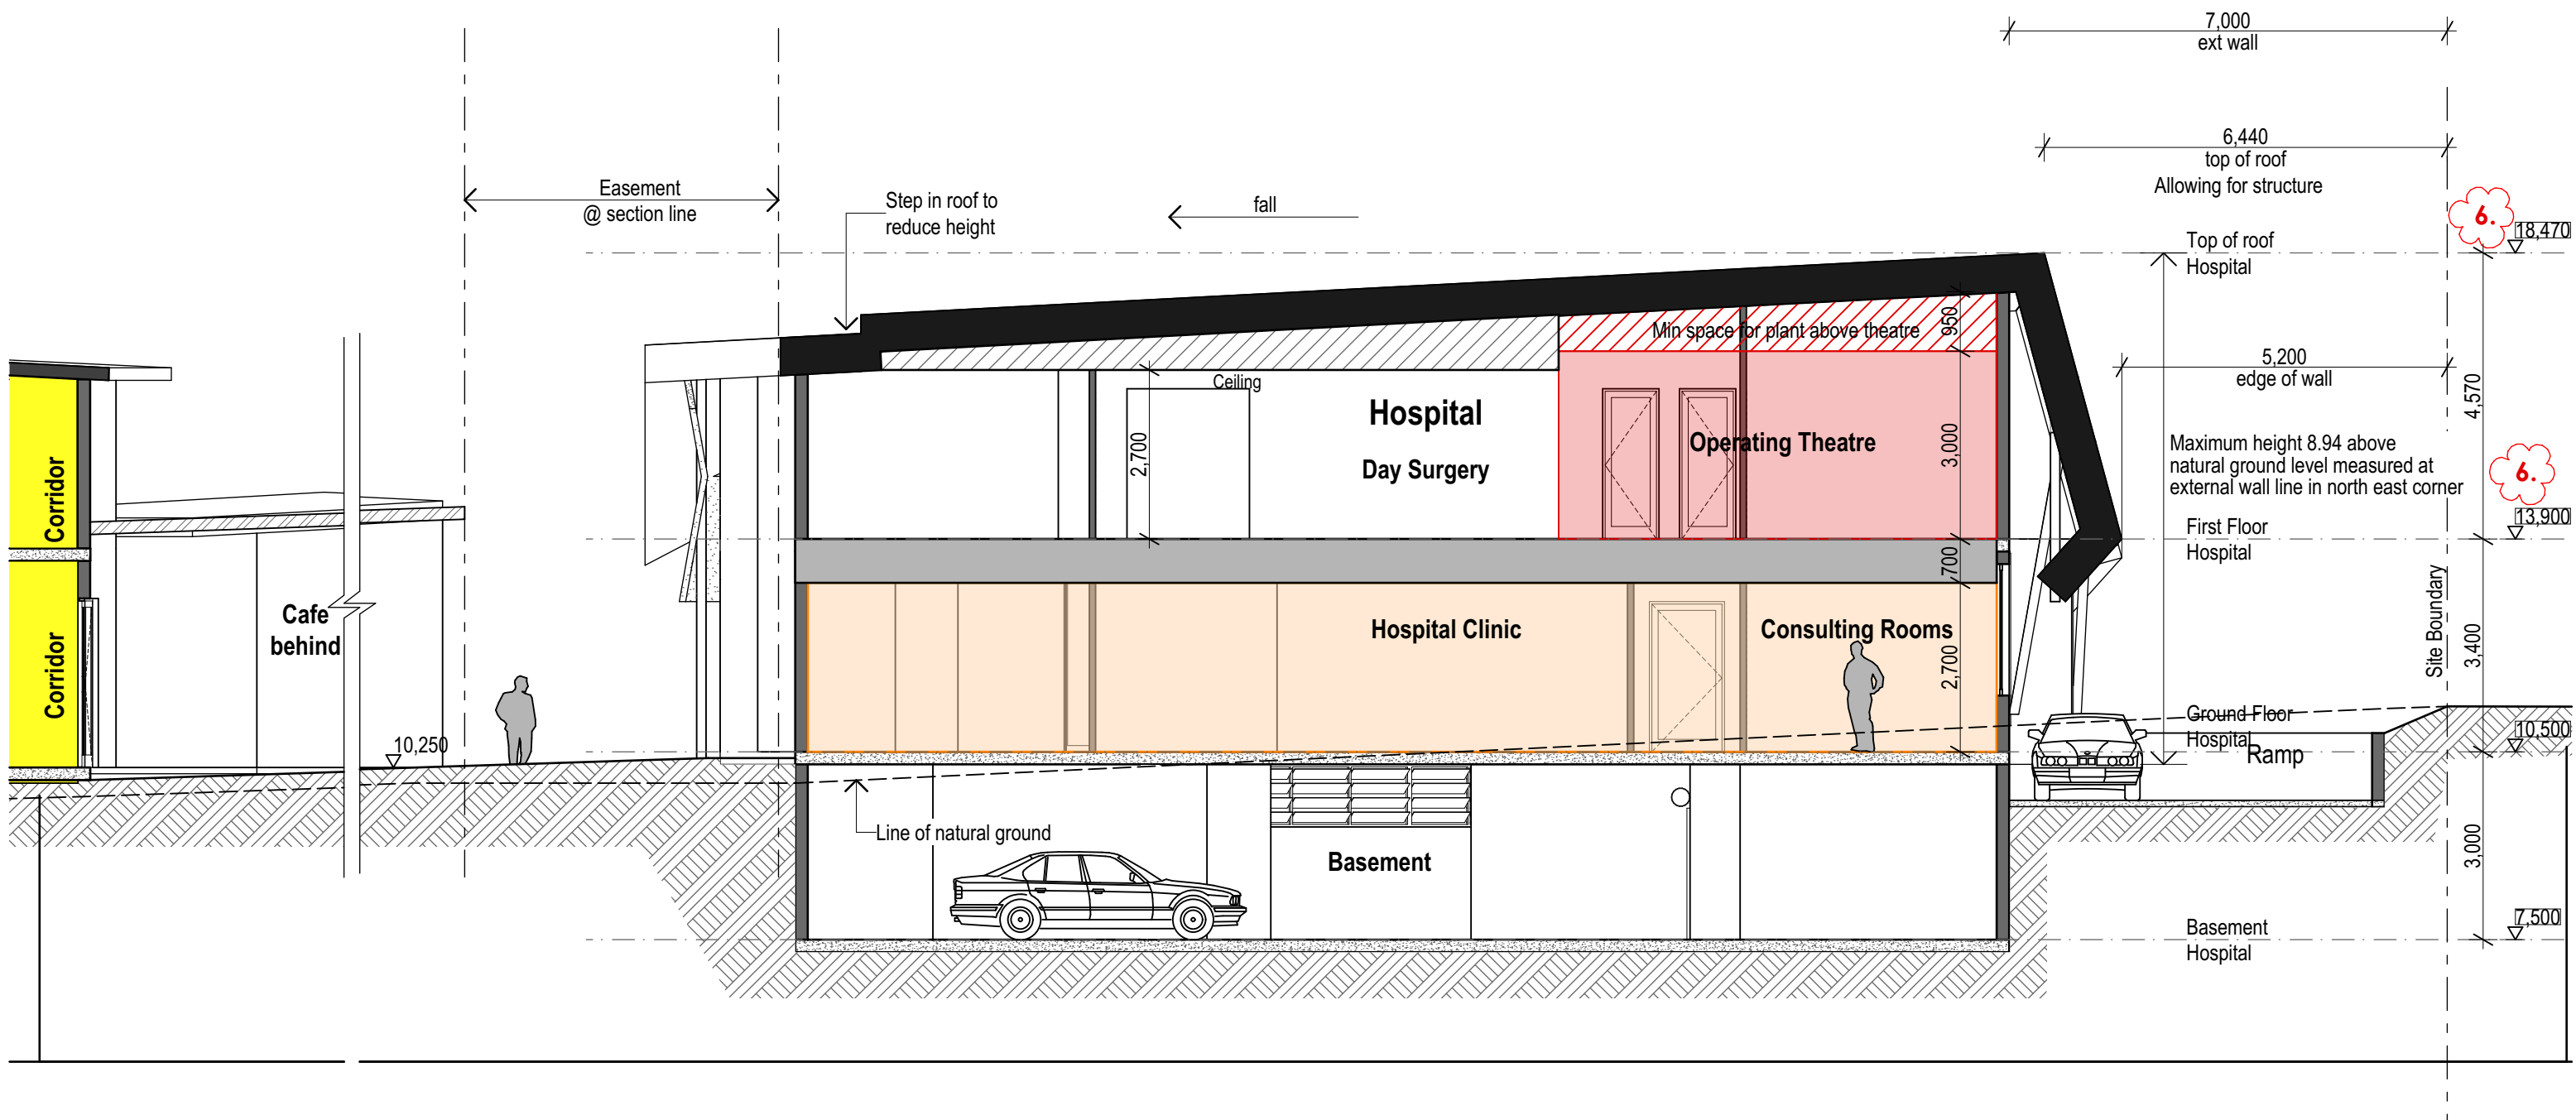 7,000
ext wall
6,440
top of roof
Allowing for structure
Easement
@ section line
Step in roof to
reduce height
fall
6.
18,470
Top of roof
Hospital
Min space for plant above theatre
950
5,200
edge of wall
4,570
Ceiling
Hospital
Day Surgery
2,700
Operating Theatre
3,000
Maximum height 8.94 above
natural ground level measured at
external wall line in north east corner
6.
13,900
First Floor
Hospital
Corridor
700
Cafe
behind
Corridor
Hospital Clinic
Consulting Rooms
2,700
Site Boundary
3,400
Ground Floor
Hospital
10,500
Ramp
10,250
Line of natural ground
Basement
3,000
7,500
Basement
Hospital